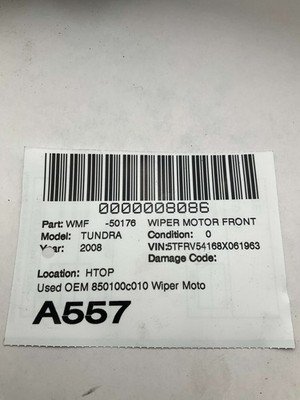 0000008086
Part: WMF -50176 WIPER MOTOR FRONT
Model: TUNDRA Condition: 0
Year: 2008 VIN:5TFRV54168X061963
Damage Code:
Location: HTOP
Used OEM 850100c010 Wiper Moto
A557